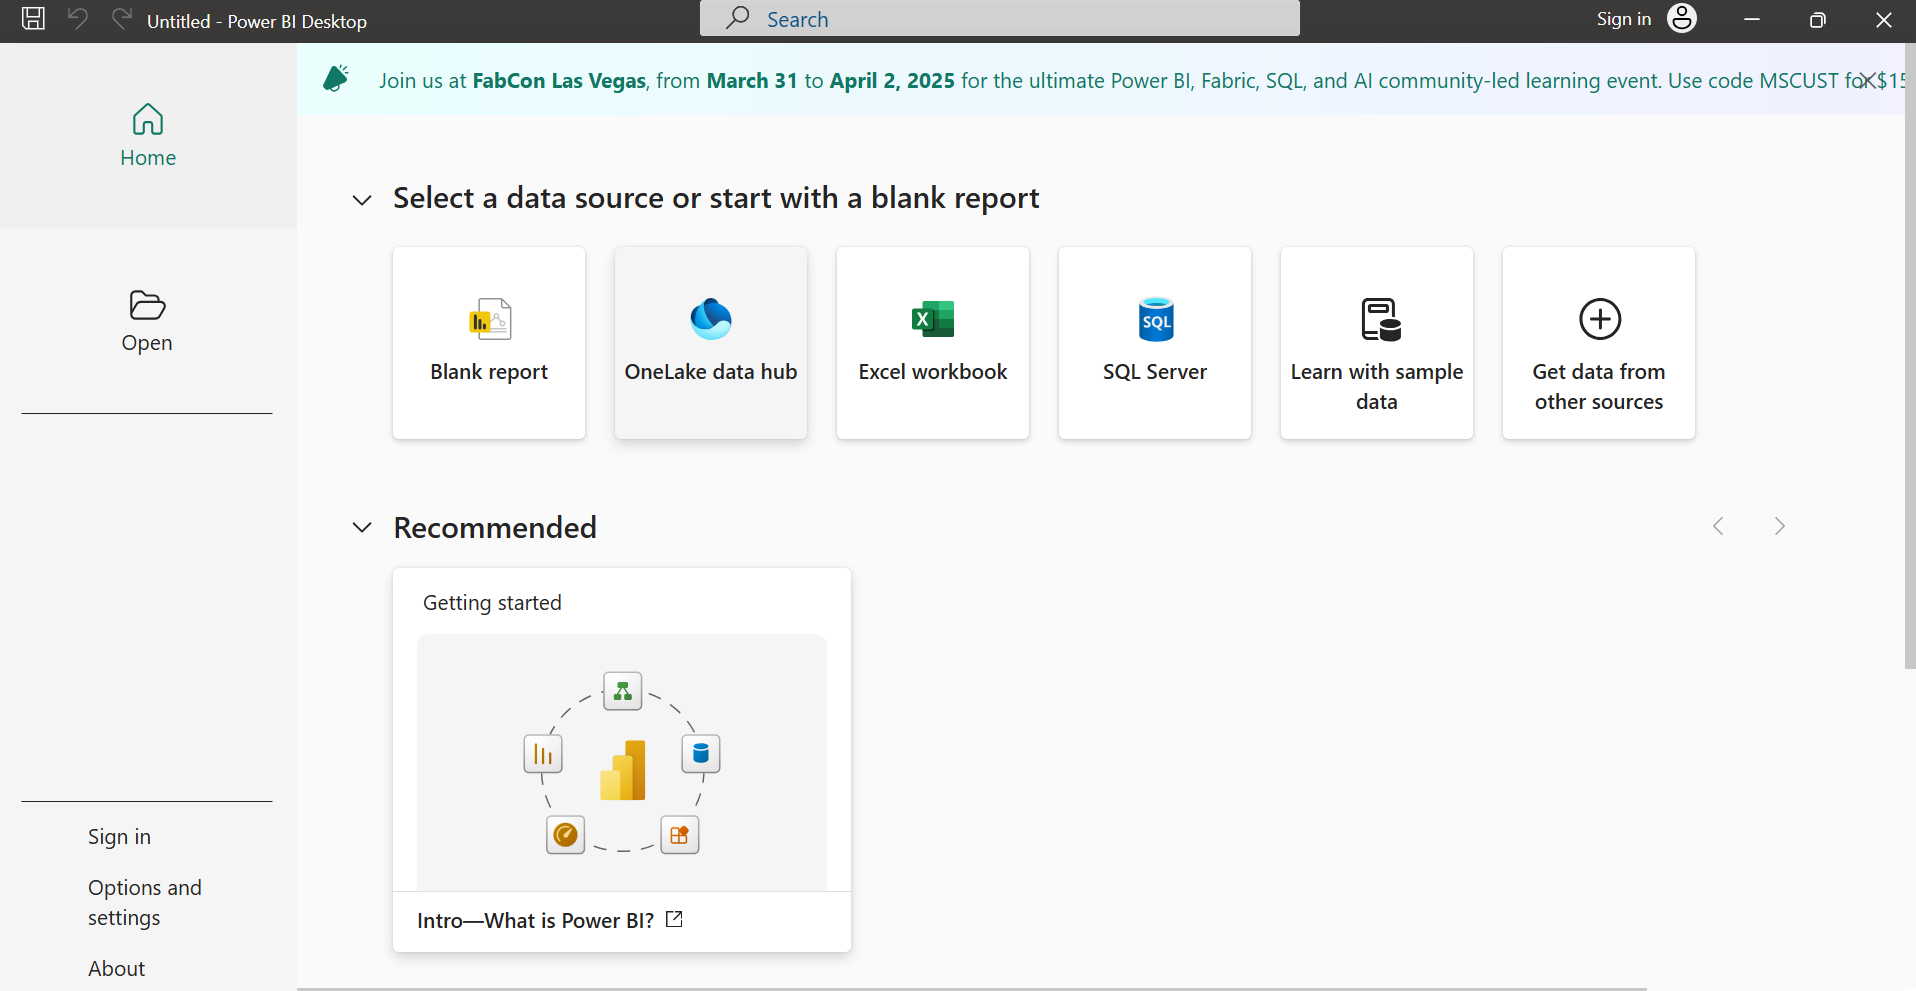 Untitled - Power BI Desktop
Search
Sign in
Join us at FabCon Las Vegas, from March 31 to April 2, 2025 for the ultimate Power BI, Fabric, SQL, and AI community-led learning event. Use code MSCUST for $15
Home
Open
Select a data source or start with a blank report
Blank report
OneLake data hub
Excel workbook
SQL
SQL Server
Learn with sample
data
Get data from
other sources
Recommended
Getting started
Intro—What is Power BI?
Sign in
Options and
settings
About